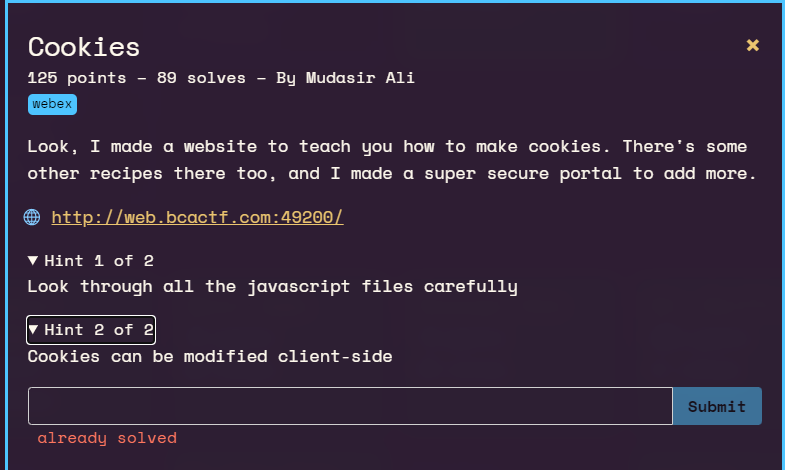 Cookies
✖
125 points - 89 solves - By Mudasir Ali
webex
Look, I made a website to teach you how to make cookies. There's some
other recipes there too, and I made a super secure portal to add more.
🌐 http://web.bcactf.com:49200/
▼ Hint 1 of 2
Look through all the javascript files carefully
▼ Hint 2 of 2
Cookies can be modified client-side
Submit
already solved